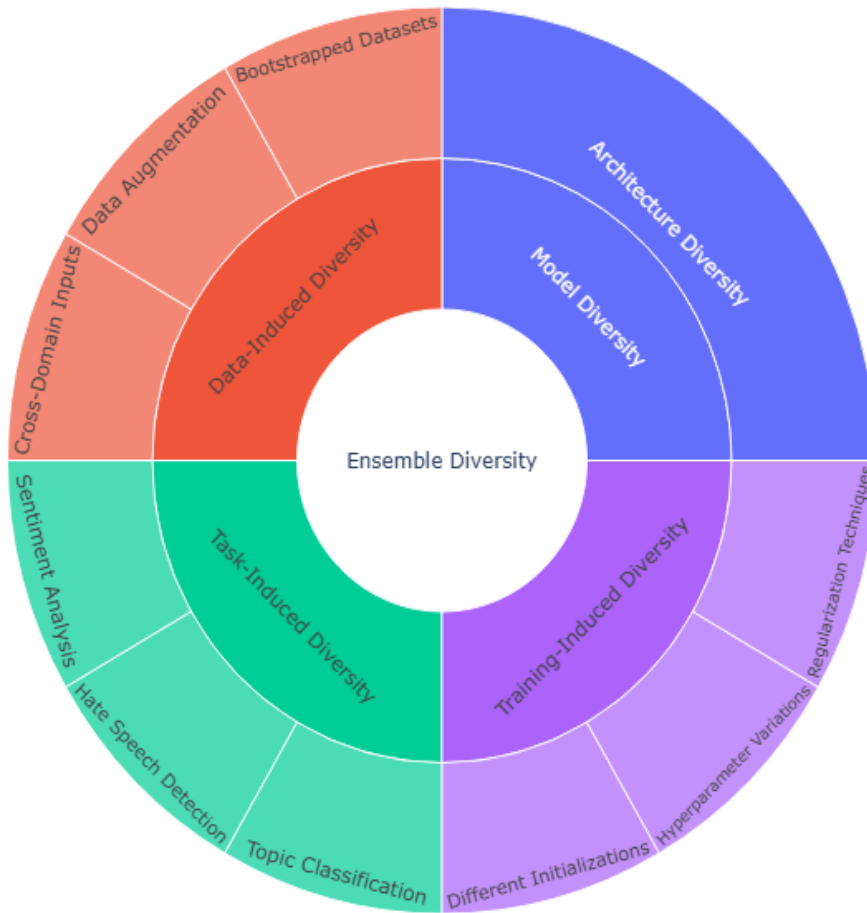 Bootstrapped Datasets
Data Augmentation
Cross-Domain Inputs
Data-Induced Diversity
Architecture Diversity
Model Diversity
Ensemble Diversity
Task-Induced Diversity
Sentiment Analysis
Hate Speech Detection
Topic Classification
Training-Induced Diversity
Regularization Techniques
Hyperparameter Variations
Different Initializations